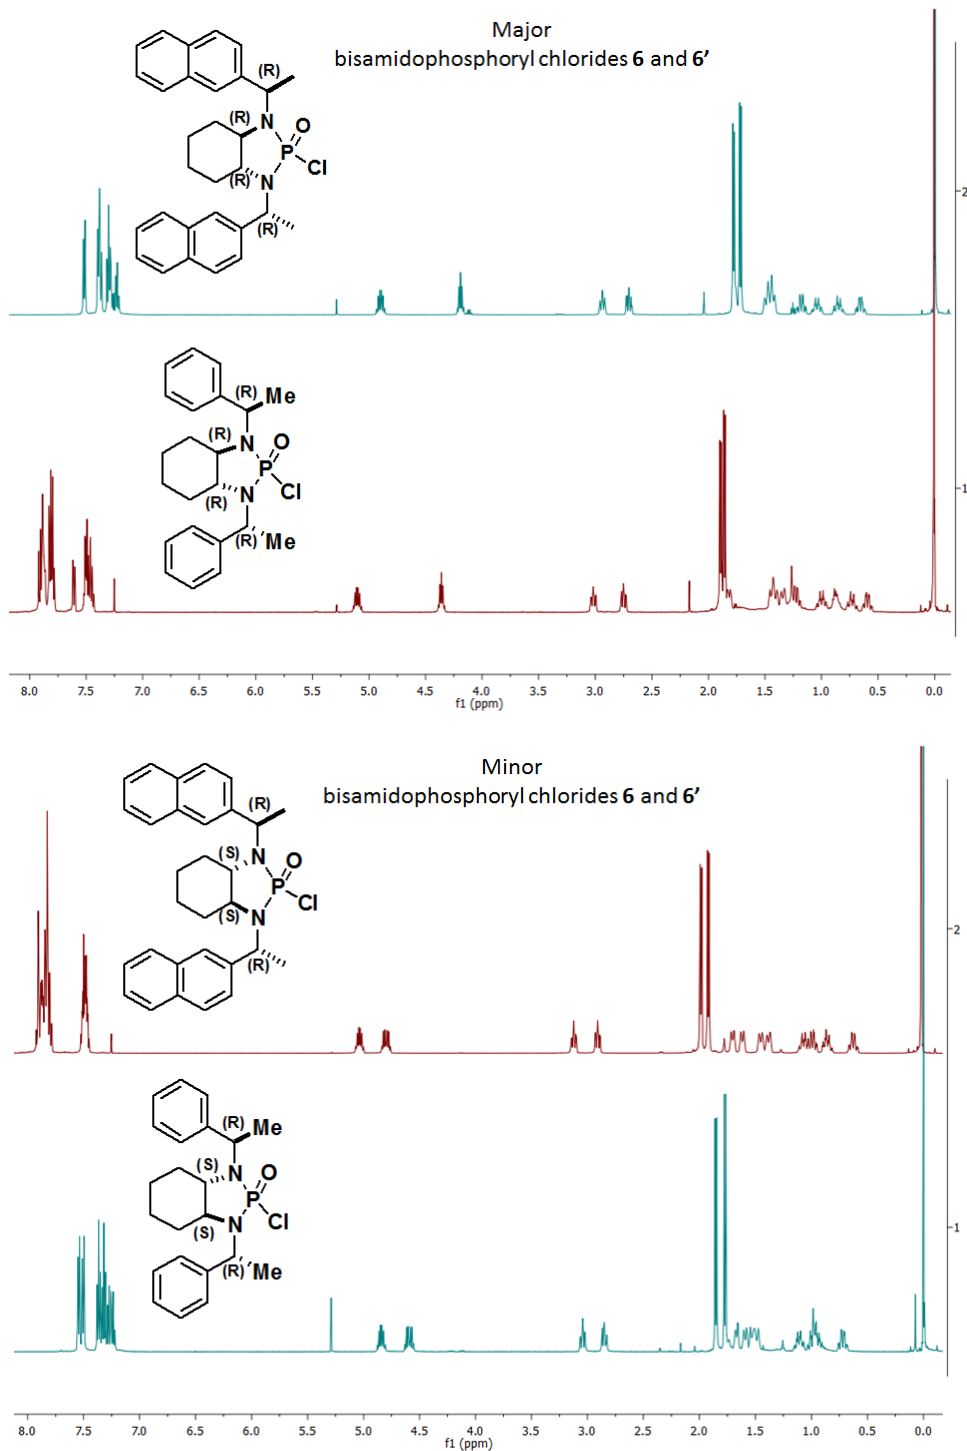 Major
bisamidophosphoryl chlorides 6 and 6’
(R)
(R)
N
O
P
Cl
(R)
N
(R)
2
(R)
Me
(R)
N
O
P
Cl
N
(R)
(R)
Me
1
8.0 7.5 7.0 6.5 6.0 5.5 5.0 4.5 4.0 3.5 3.0 2.5 2.0 1.5 1.0 0.5 0.0
f1 (ppm)
Minor
bisamidophosphoryl chlorides 6 and 6’
(R)
(S)
N
O
P
Cl
(S)
N
(R)
2
(R)
Me
(S)
N
O
P
Cl
N
(S)
(R)
Me
1
8.0 7.5 7.0 6.5 6.0 5.5 5.0 4.5 4.0 3.5 3.0 2.5 2.0 1.5 1.0 0.5 0.0
f1 (ppm)